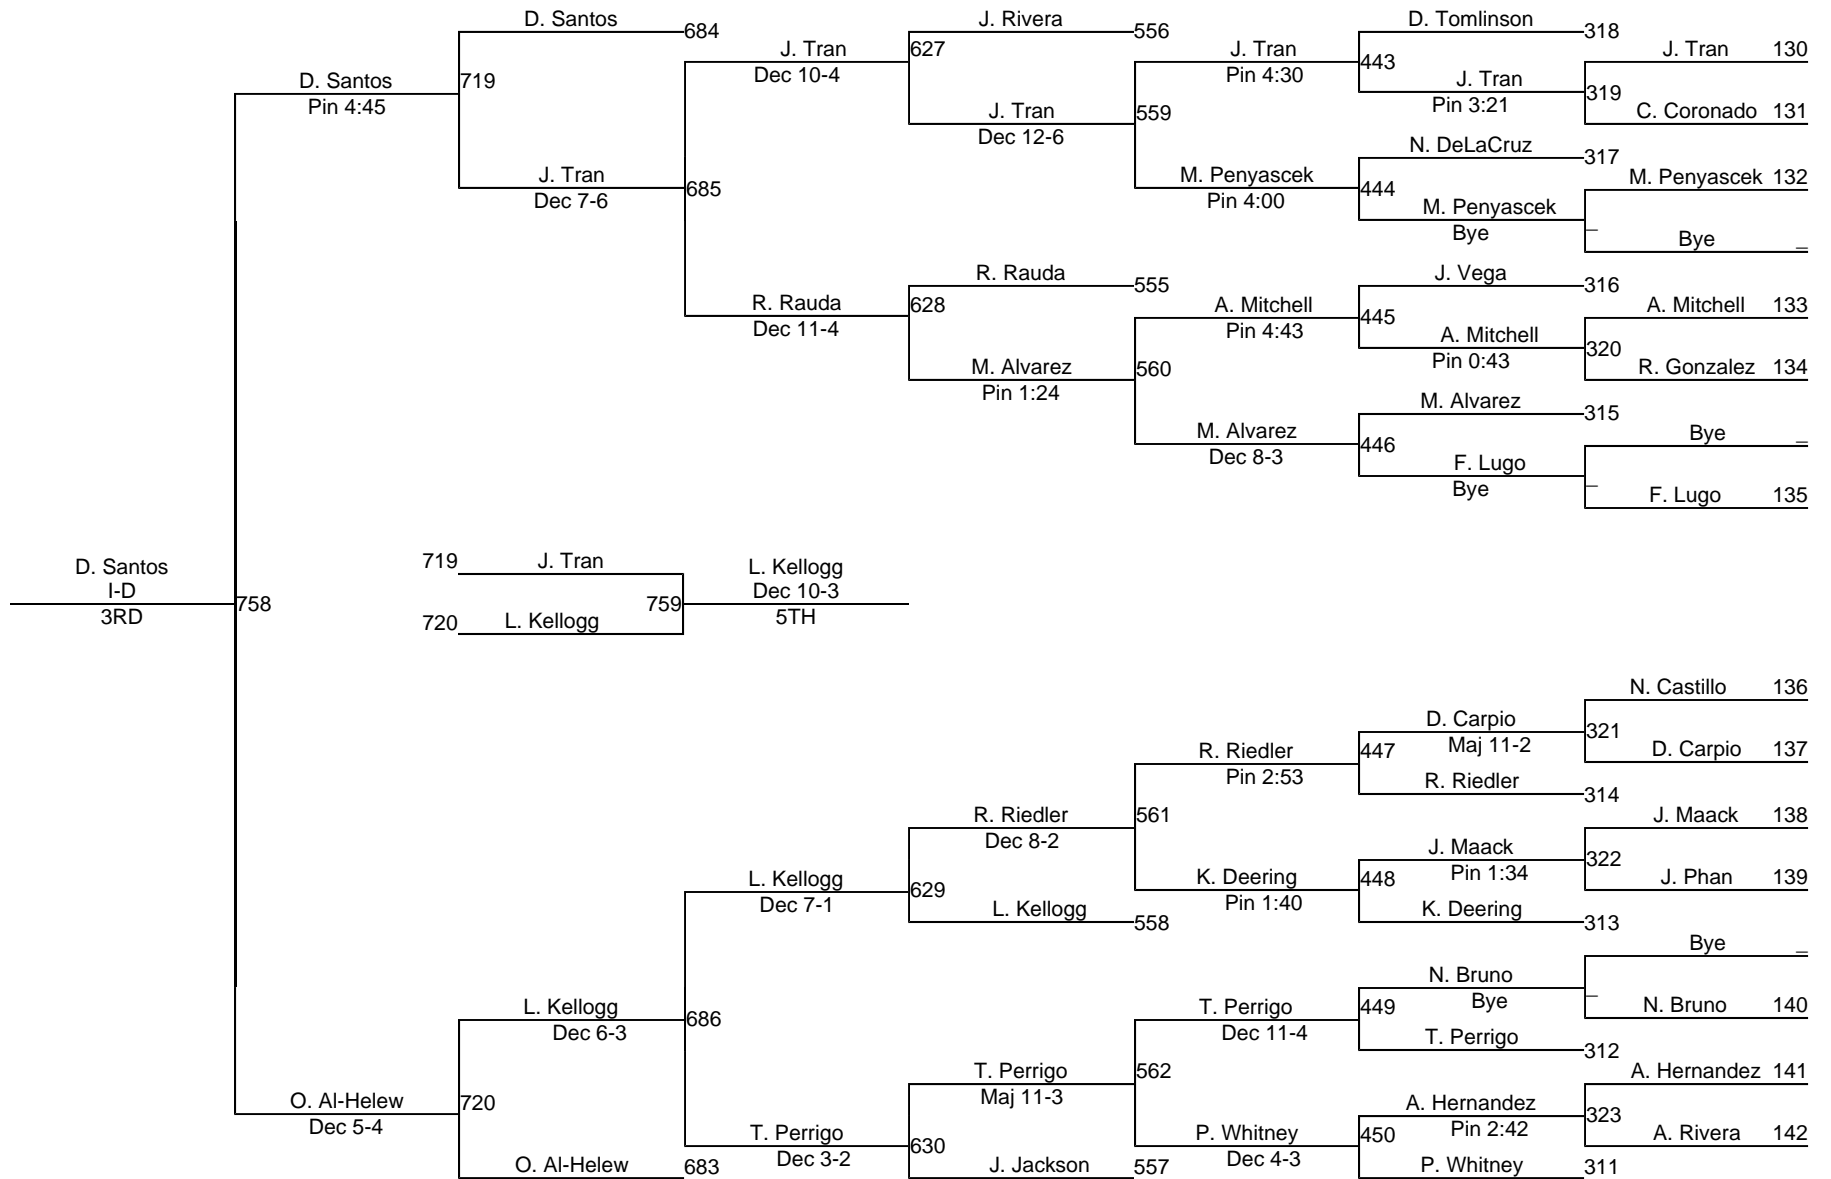 D. Santos
684
719
D. Santos
Pin 4:45
J. Tran
Dec 7-6
685
J. Tran
Dec 10-4
627
J. Rivera
556
J. Tran
Dec 12-6
559
J. Tran
Pin 4:30
443
D. Tomlinson
318
J. Tran
Pin 3:21
319
J. Tran 130
C. Coronado 131
M. Penyascek
Pin 4:00
444
N. DeLaCruz
317
M. Penyascek
Bye
_
M. Penyascek 132
Bye _
R. Rauda
Dec 11-4
628
R. Rauda
555
M. Alvarez
Pin 1:24
560
A. Mitchell
Pin 4:43
445
J. Vega
316
A. Mitchell
Pin 0:43
320
A. Mitchell 133
R. Gonzalez 134
M. Alvarez
Dec 8-3
446
M. Alvarez
315
F. Lugo
Bye
_
Bye _
F. Lugo 135
D. Santos
I-D
3RD
758
719 J. Tran
720 L. Kellogg
759
L. Kellogg
Dec 10-3
5TH
O. Al-Helew
Dec 5-4
720
L. Kellogg
Dec 6-3
686
L. Kellogg
Dec 7-1
629
R. Riedler
Dec 8-2
561
R. Riedler
Pin 2:53
447
D. Carpio
Maj 11-2
321
N. Castillo 136
D. Carpio 137
R. Riedler
314
K. Deering
Pin 1:40
448
J. Maack
Pin 1:34
322
J. Maack 138
J. Phan 139
K. Deering
313
L. Kellogg
558
T. Perrigo
Dec 3-2
630
T. Perrigo
Maj 11-3
562
T. Perrigo
Dec 11-4
449
N. Bruno
Bye
_
Bye _
N. Bruno 140
T. Perrigo
312
P. Whitney
Dec 4-3
450
A. Hernandez
Pin 2:42
323
A. Hernandez 141
A. Rivera 142
P. Whitney
311
J. Jackson
557
O. Al-Helew
683